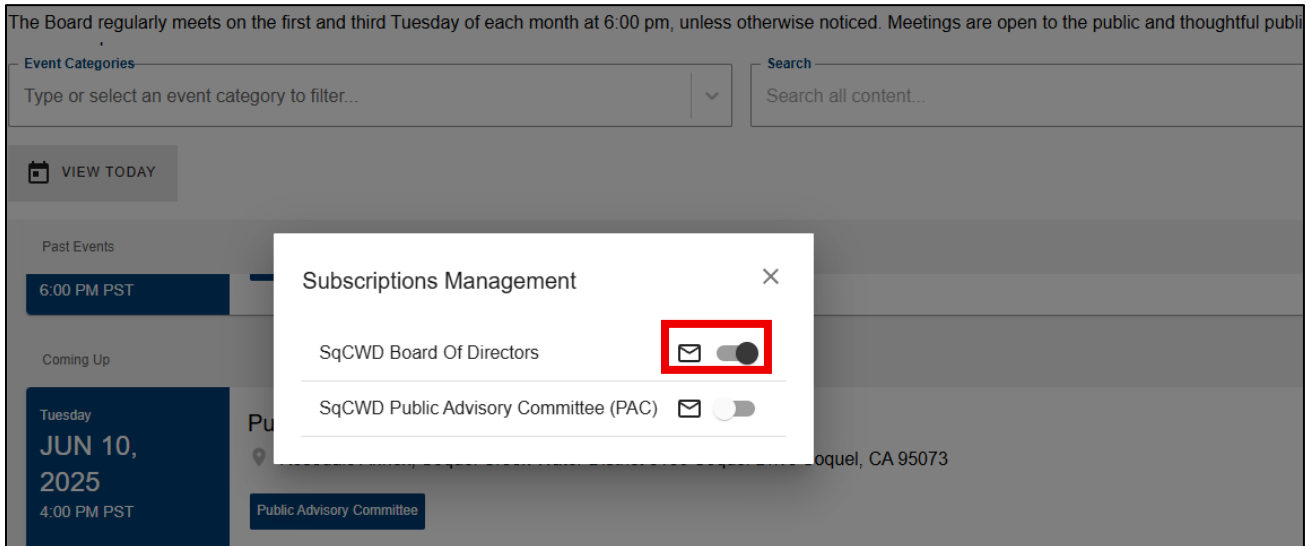 The Board regularly meets on the first and third Tuesday of each month at 6:00 pm, unless otherwise noticed. Meetings are open to the public and thoughtful publi
Event Categories
Type or select an event category to filter...
Search
Search all content...
VIEW TODAY
Past Events
6:00 PM PST
Subscriptions Management
SqCWD Board Of Directors
SqCWD Public Advisory Committee (PAC)
Coming Up
Tuesday
JUN 10,
2025
4:00 PM PST
Pu
oquel, CA 95073
Public Advisory Committee